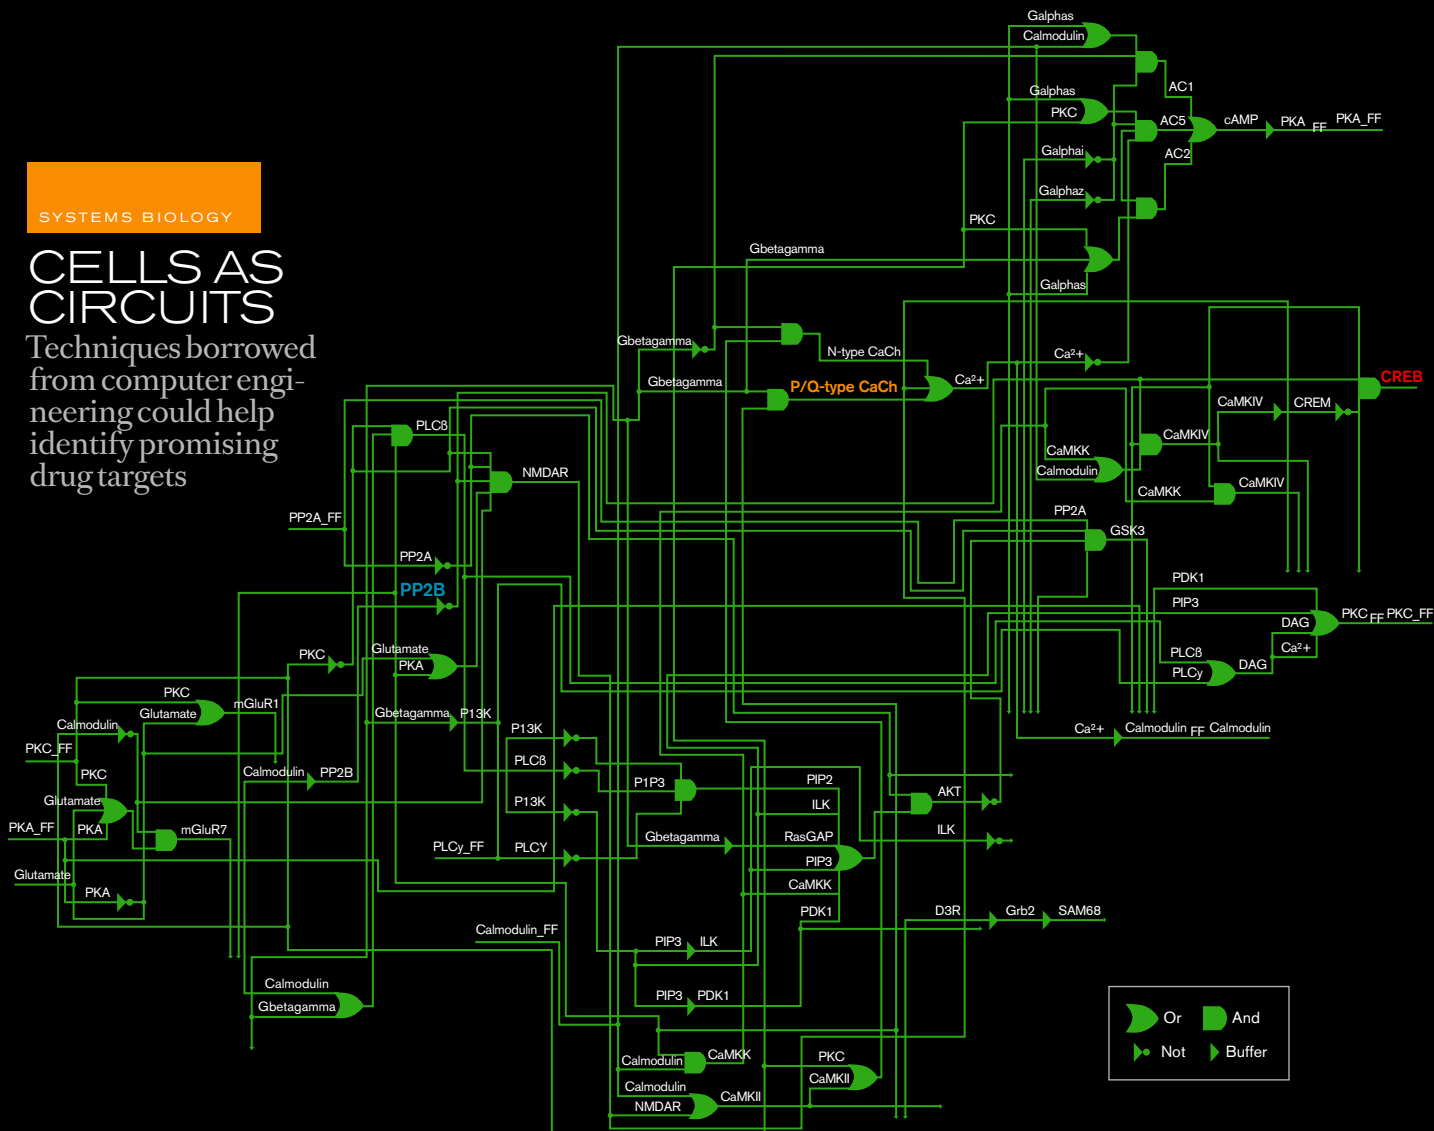 SYSTEMS BIOLOGY
CELLS AS
CIRCUITS
Techniques borrowed
from computer engi-
neering could help
identify promising
drug targets
Galphas
Calmodulin
AC1
Galphas
PKC
AC5
cAMP
PKA
FF
PKA_FF
Galphai
AC2
Galphaz
PKC
Gbetagamma
Galphas
Gbetagamma
N-type CaCh
Ca²⁺
Gbetagamma
P/Q-type CaCh
Ca²⁺
CREB
CaMKIV
CREM
PLCß
CaMKIV
CaMKK
Calmodulin
NMDAR
CaMKIV
CaMKK
PP2A_FF
PP2A
GSK3
PP2A
PP2B
PDK1
PIP3
DAG
PKC
FF
PKC_FF
PKC
Glutamate
PKA
PLCß
DAG
Ca²⁺
PLCy
PKC
mGluR1
Glutamate
Gbetagamma
P13K
Calmodulin
P13K
Ca²⁺
Calmodulin
FF
Calmodulin
PKC_FF
PKC
Calmodulin
PP2B
PLCß
P1P3
PIP2
AKT
Glutamate
P13K
ILK
PKA_FF
PKA
mGluR7
Gbetagamma
RasGAP
ILK
PLCy_FF
PLCY
PIP3
Glutamate
PKA
CaMKK
PDK1
D3R
Grb2
SAM68
Calmodulin_FF
PIP3
ILK
Calmodulin
Gbetagamma
PIP3
PDK1
Calmodulin
CaMKK
PKC
CaMKII
Calmodulin
NMDAR
CaMKII
Or
And
Not
Buffer